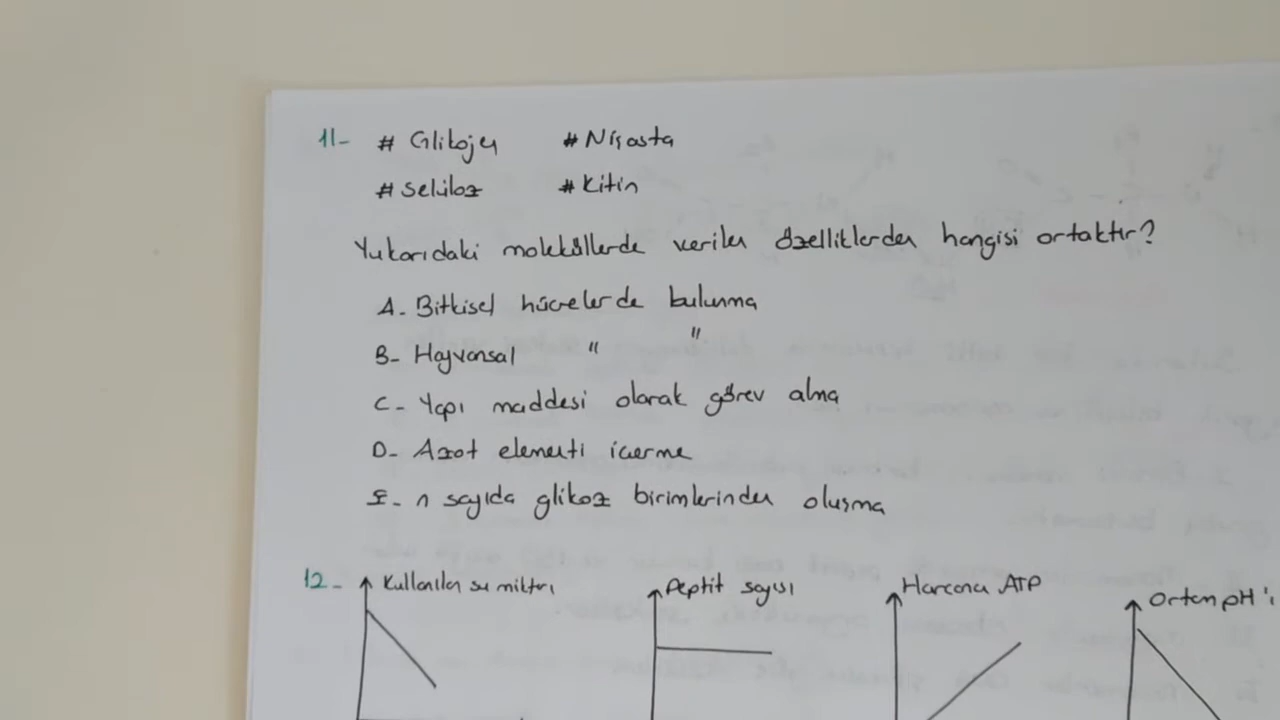 11- # Glikojen # Nişasta
# Selüloz # Kitin
Yukarıdaki moleküllerde verilen özelliklerden hangisi ortaktır?
A- Bitkisel hücrelerde bulunma
B- Hayvansal " "
C- Yapı maddesi olarak görev alma
D- Azot elementi içerme
E- n sayıda glikoz birimlerinden oluşma
12- Kullanılan su miktarı Peptit sayısı Harcanan ATP Ortam pH'ı